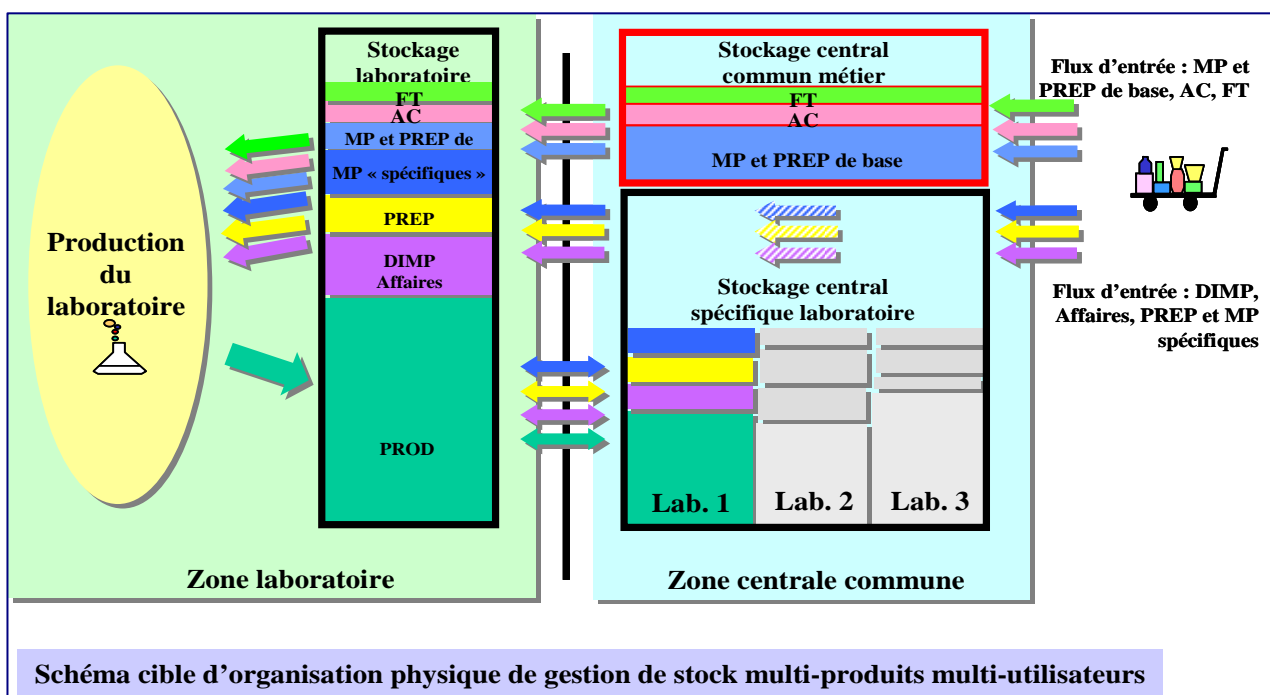 Stockage
laboratoire
FT
AC
MP et PREP de
MP « spécifiques »
PREP
DIMP
Affaires
PROD
Production
du
laboratoire
Zone laboratoire
Stockage central
commun métier
FT
AC
MP et PREP de base
Stockage central
spécifique laboratoire
Lab. 1
Lab. 2
Lab. 3
Zone centrale commune
Flux d'entrée : MP et
PREP de base, AC, FT
Flux d'entrée : DIMP,
Affaires, PREP et MP
spécifiques
Schéma cible d'organisation physique de gestion de stock multi-produits multi-utilisateurs